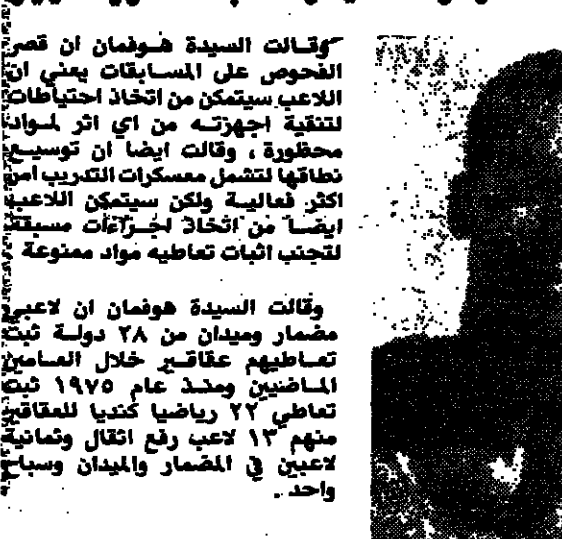 وقالت السيدة هوفمان ان قصر
الفحوص على المسابقات يعني ان
اللاعب سيتمكن من اتخاذ احتياطات
لتنقية اجهزته من اي اثر لمواد
محظورة ، وقالت ايضا ان توسيع
نطاقها لتشمل معسكرات التدريب امر
اكثر فعالية ولكن سيتمكن اللاعب
ايضا من اتخاذ اجراءات مسبقة
لتجنب اثبات تعاطيه مواد ممنوعة
وقالت السيدة هوفمان ان لاعبي
مضمار وميدان من ٢٨ دولة ثبت
تعاطيهم عقاقير خلال العامين
الماضيين ومنذ عام ١٩٧٥ ثبت
تعاطي ٢٢ رياضيا كنديا للعقاقير
منهم ١٣ لاعب رفع اثقال وثمانية
لاعبين في المضمار والميدان وسباح
واحد .